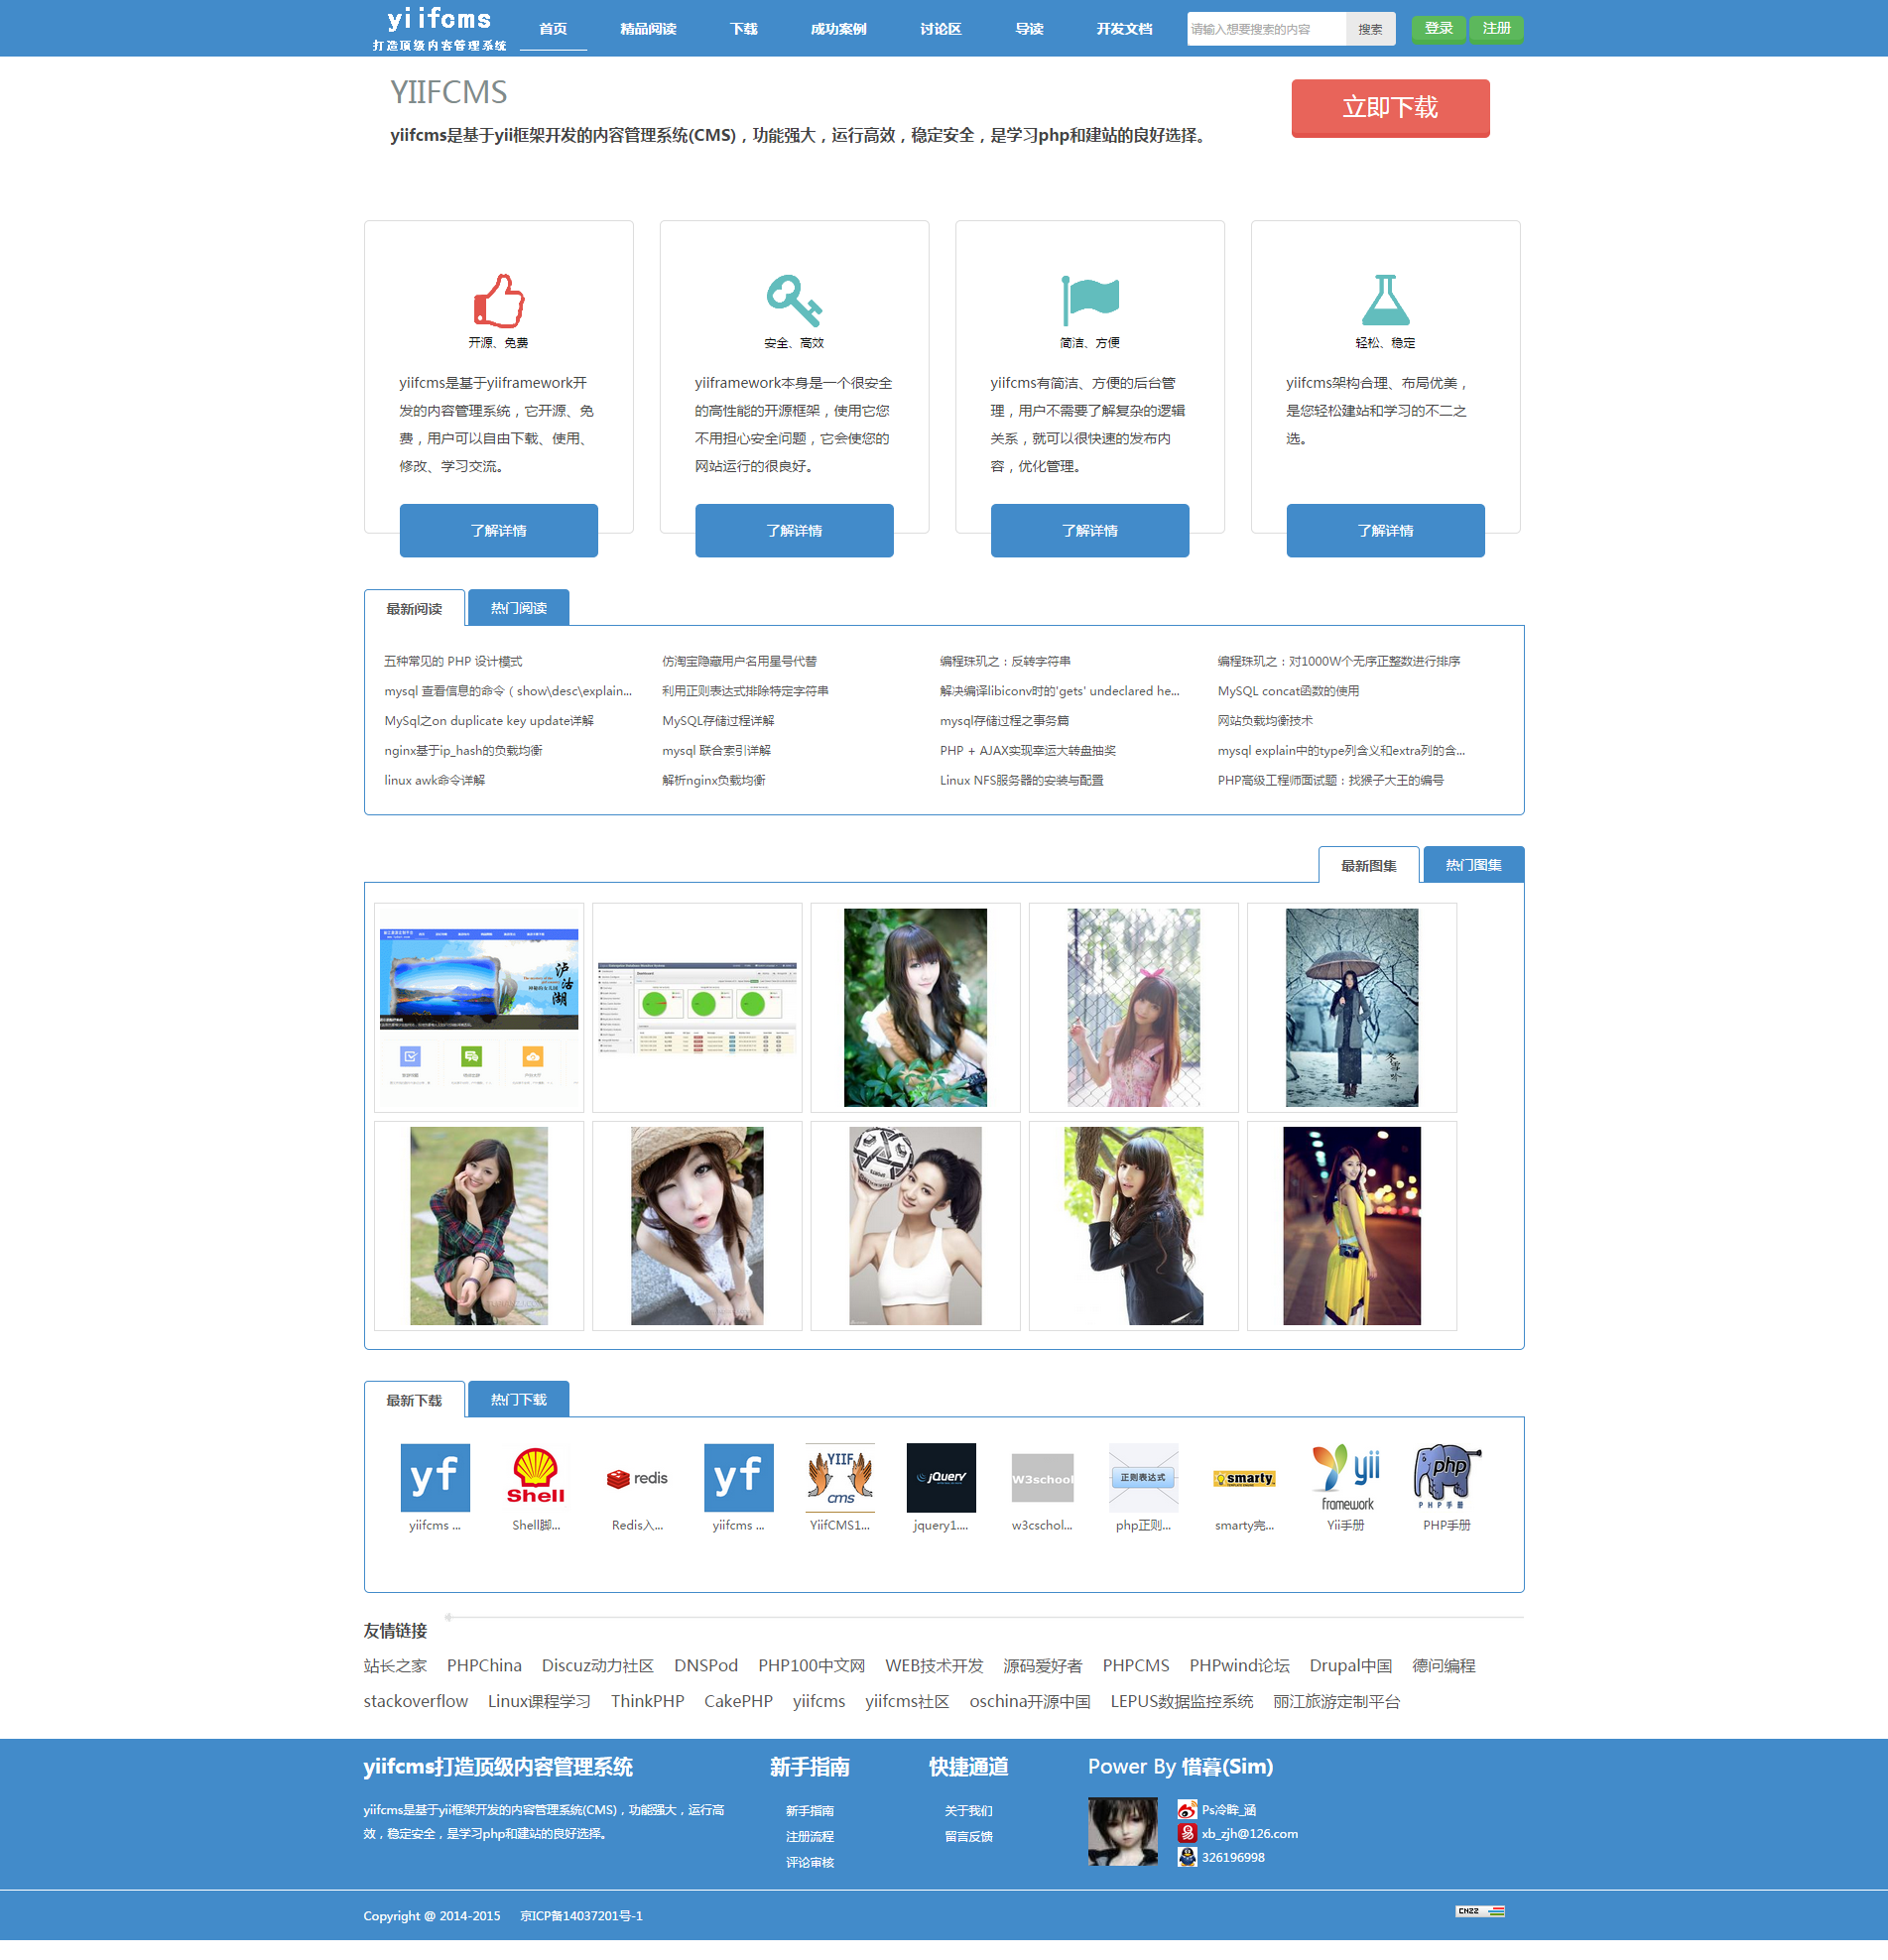 yiifcms
打造顶级内容管理系统
首页 精品阅读 下载 成功案例 讨论区 导读 开发文档 请输入想要搜索的内容 搜索 登录 注册
YIIFCMS
立即下载
yiifcms是基于yii框架开发的内容管理系统(CMS)，功能强大，运行高效，稳定安全，是学习php和建站的良好选择。
开源、免费
yiifcms是基于yiiframework开
发的内容管理系统，它开源、免
费，用户可以自由下载、使用、
修改、学习交流。
了解详情
安全、高效
yiiframework本身是一个很安全
的高性能的开源框架，使用它您
不用担心安全问题，它会使您的
网站运行的很良好。
了解详情
简洁、方便
yiifcms有简洁、方便的后台管
理，用户不需要了解复杂的逻辑
关系，就可以很快速的发布内
容，优化管理。
了解详情
轻松、稳定
yiifcms架构合理、布局优美，
是您轻松建站和学习的不二之
选。
了解详情
最新阅读 热门阅读
五种常见的 PHP 设计模式 仿淘宝隐藏用户名用星号代替 编程珠玑之：反转字符串 编程珠玑之：对1000W个无序正整数进行排序
mysql 查看信息的命令（show\desc\explain... 利用正则表达式排除特定字符串 解决编译libiconv时的'gets' undeclared he... MySQL concat函数的使用
MySql之on duplicate key update详解 MySQL存储过程详解 mysql存储过程之事务篇 网站负载均衡技术
nginx基于ip_hash的负载均衡 mysql 联合索引详解 PHP + AJAX实现幸运大转盘抽奖 mysql explain中的type列含义和extra列的含...
linux awk命令详解 解析nginx负载均衡 Linux NFS服务器的安装与配置 PHP高级工程师面试题：找猴子大王的编号
最新图集 热门图集
泸沽湖
Dashboard
最新下载 热门下载
yf Shell redis yf YIIF cms jQuery W3school 正则表达式 smarty yii framework php PHP手册
yiifcms ... Shell脚... Redis入... yiifcms ... YiifCMS1... jquery1.... w3cschol... php正则... smarty完... Yii手册 PHP手册
友情链接
站长之家 PHPChina Discuz动力社区 DNSPod PHP100中文网 WEB技术开发 源码爱好者 PHPCMS PHPwind论坛 Drupal中国 德问编程
stackoverflow Linux课程学习 ThinkPHP CakePHP yiifcms yiifcms社区 oschina开源中国 LEPUS数据监控系统 丽江旅游定制平台
yiifcms打造顶级内容管理系统
yiifcms是基于yii框架开发的内容管理系统(CMS)，功能强大，运行高
效，稳定安全，是学习php和建站的良好选择。
新手指南
新手指南
注册流程
评论审核
快捷通道
关于我们
留言反馈
Power By 借暮(Sim)
Ps冷眸_涵
xb_zjh@126.com
326196998
Copyright @ 2014-2015 京ICP备14037201号-1
CNZZ